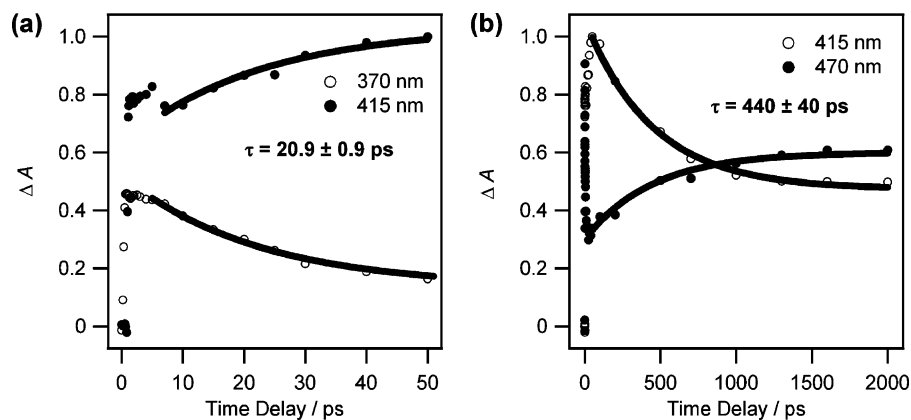 (a)
1.0
0.8
0.6
0.4
0.2
0
Δ A
○ 370 nm
● 415 nm
τ = 20.9 ± 0.9 ps
0 10 20 30 40 50
Time Delay / ps
(b)
1.0
0.8
0.6
0.4
0.2
0
Δ A
○ 415 nm
● 470 nm
τ = 440 ± 40 ps
0 500 1000 1500 2000
Time Delay / ps